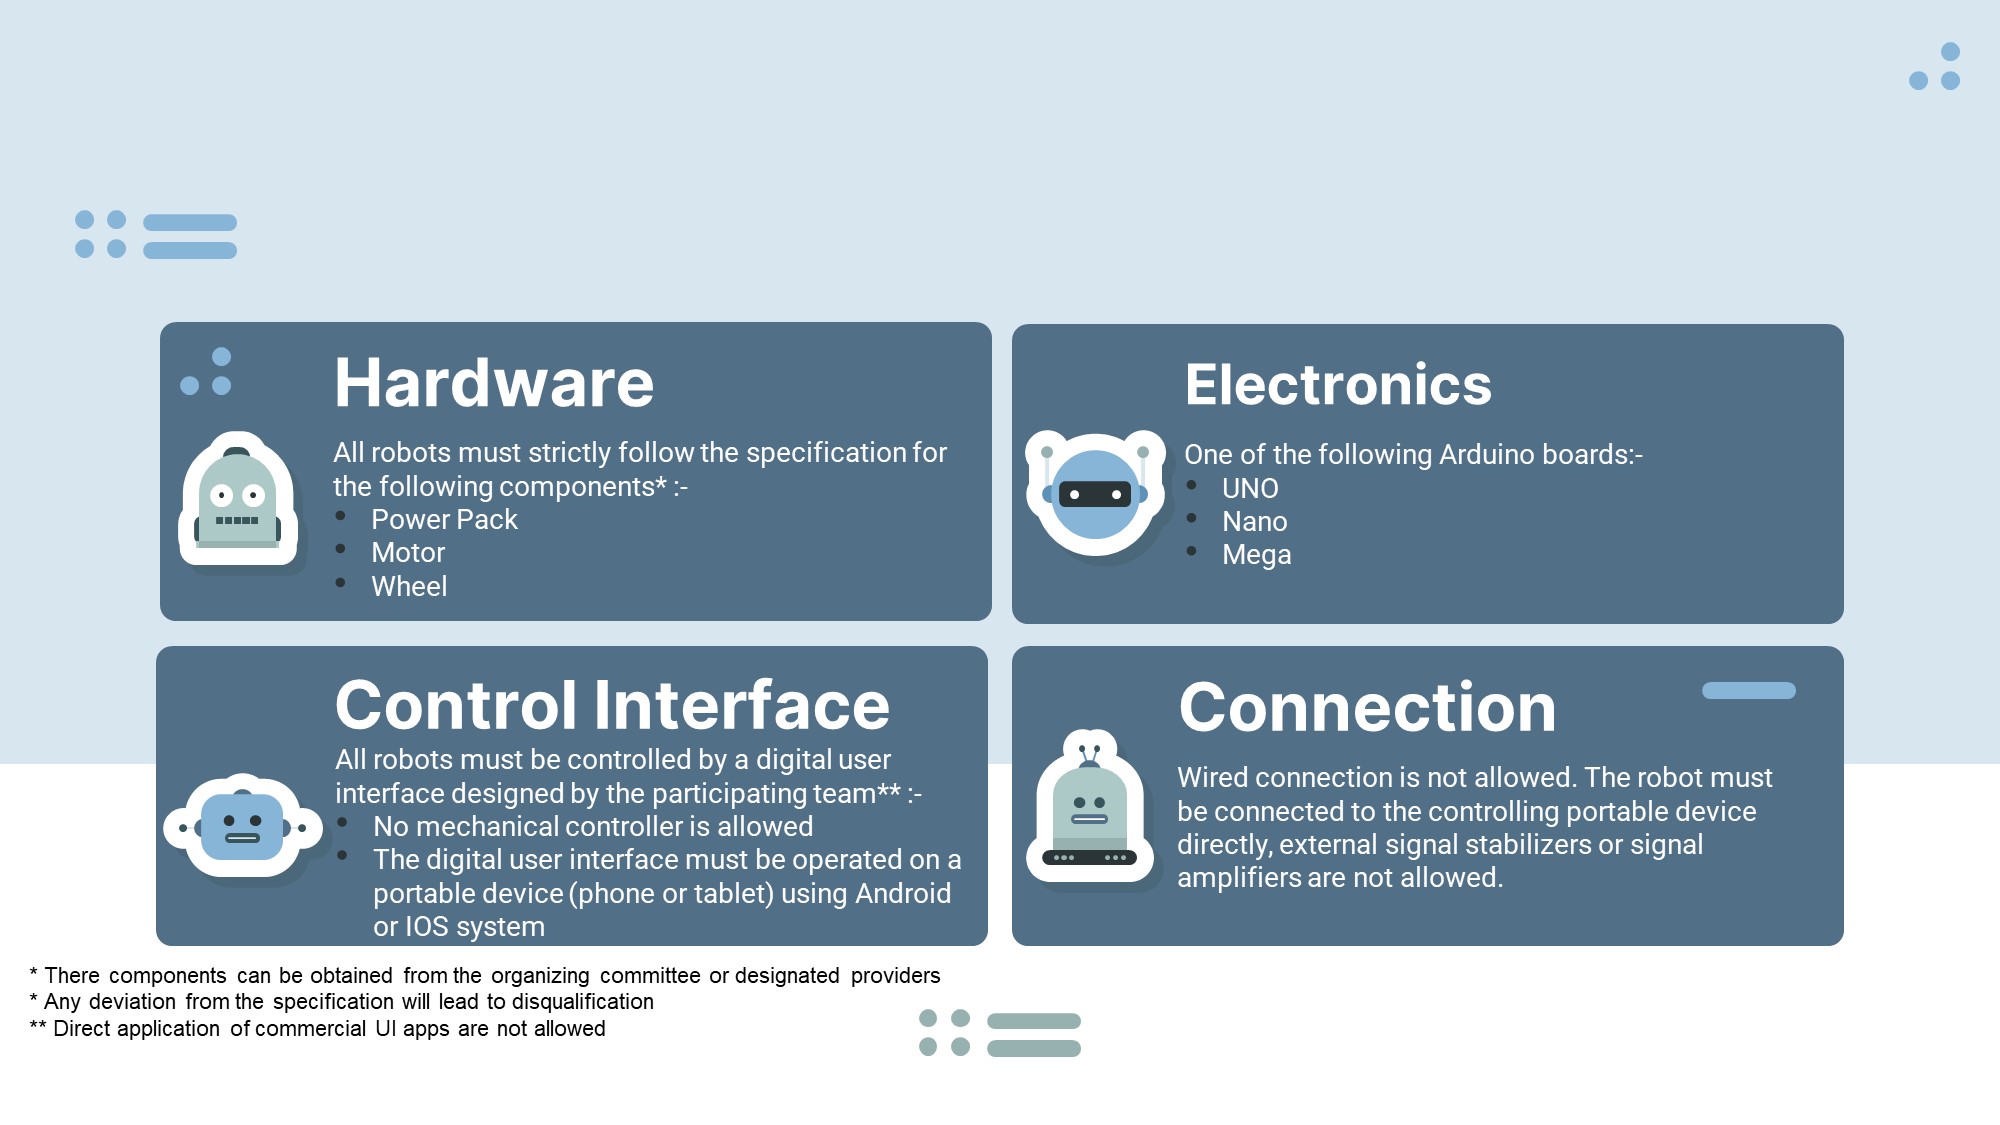 Hardware
All robots must strictly follow the specification for
the following components* :-
• Power Pack
• Motor
• Wheel
Electronics
One of the following Arduino boards:-
• UNO
• Nano
• Mega
Control Interface
All robots must be controlled by a digital user
interface designed by the participating team** :-
• No mechanical controller is allowed
• The digital user interface must be operated on a
portable device (phone or tablet) using Android
or IOS system
Connection
Wired connection is not allowed. The robot must
be connected to the controlling portable device
directly, external signal stabilizers or signal
amplifiers are not allowed.
* There components can be obtained from the organizing committee or designated providers
* Any deviation from the specification will lead to disqualification
** Direct application of commercial UI apps are not allowed